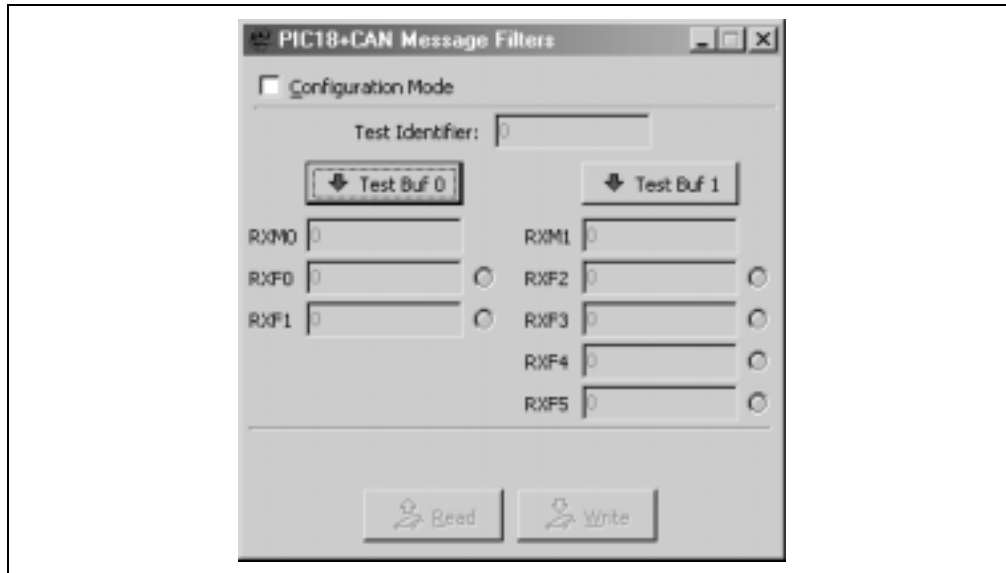 PIC18+CAN Message Filters
Configuration Mode
Test Identifier: 0
Test Buf 0 Test Buf 1
RXM0 0 RXM1 0
RXF0 0 RXF2 0
RXF1 0 RXF3 0
RXF4 0
RXF5 0
Read Write